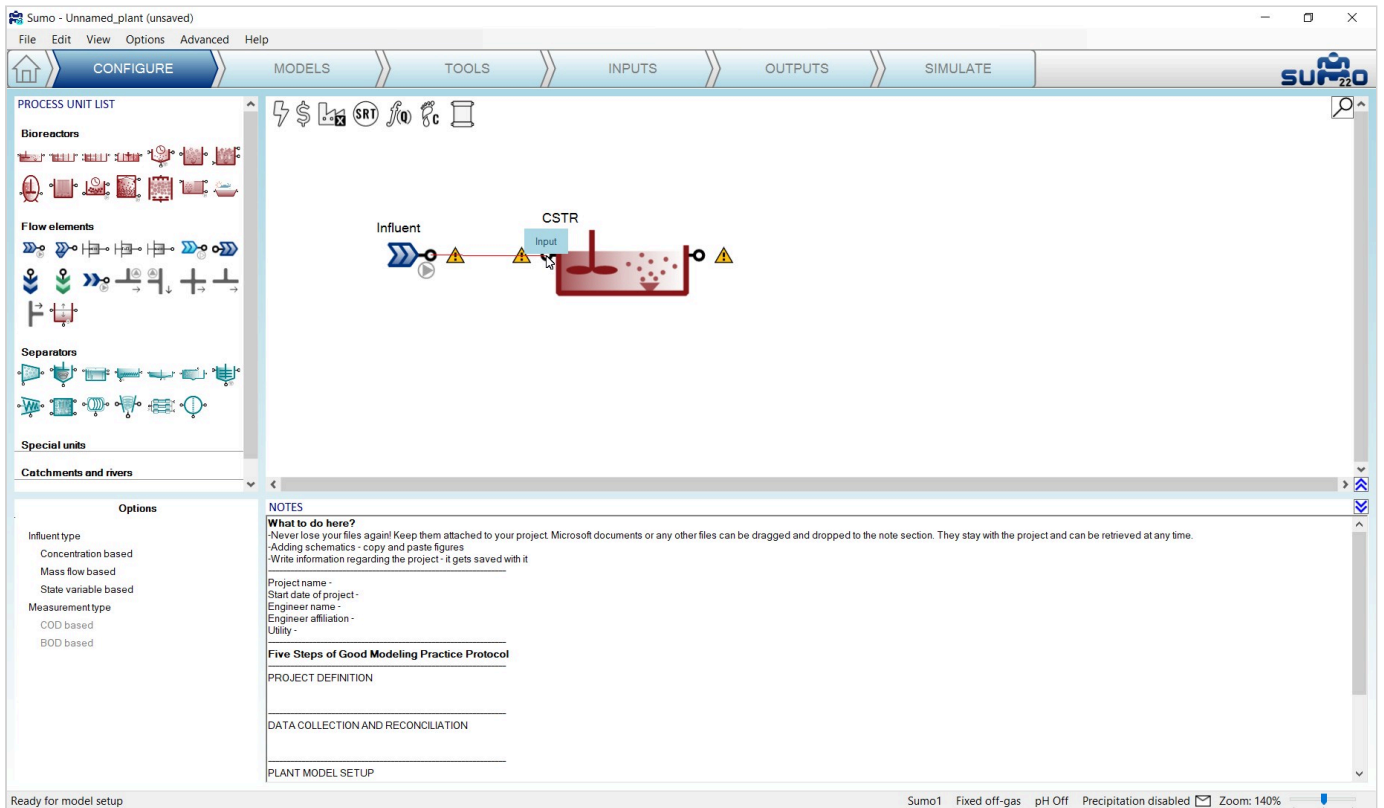 Sumo - Unnamed_plant (unsaved)
File Edit View Options Advanced Help
CONFIGURE MODELS TOOLS INPUTS OUTPUTS SIMULATE
SUMO 22
PROCESS UNIT LIST
Bioreactors
Flow elements
Separators
Special units
Catchments and rivers
SRT f(Q) C
Influent
CSTR
Input
Options
Influent type
Concentration based
Mass flow based
State variable based
Measurement type
COD based
BOD based
NOTES
What to do here?
-Never lose your files again! Keep them attached to your project. Microsoft documents or any other files can be dragged and dropped to the note section. They stay with the project and can be retrieved at any time.
-Adding schematics - copy and paste figures
-Write information regarding the project - it gets saved with it
Project name -
Start date of project -
Engineer name -
Engineer affiliation -
Utility -
Five Steps of Good Modeling Practice Protocol
PROJECT DEFINITION
DATA COLLECTION AND RECONCILIATION
PLANT MODEL SETUP
Ready for model setup
Sumo1 Fixed off-gas pH Off Precipitation disabled Zoom: 140%